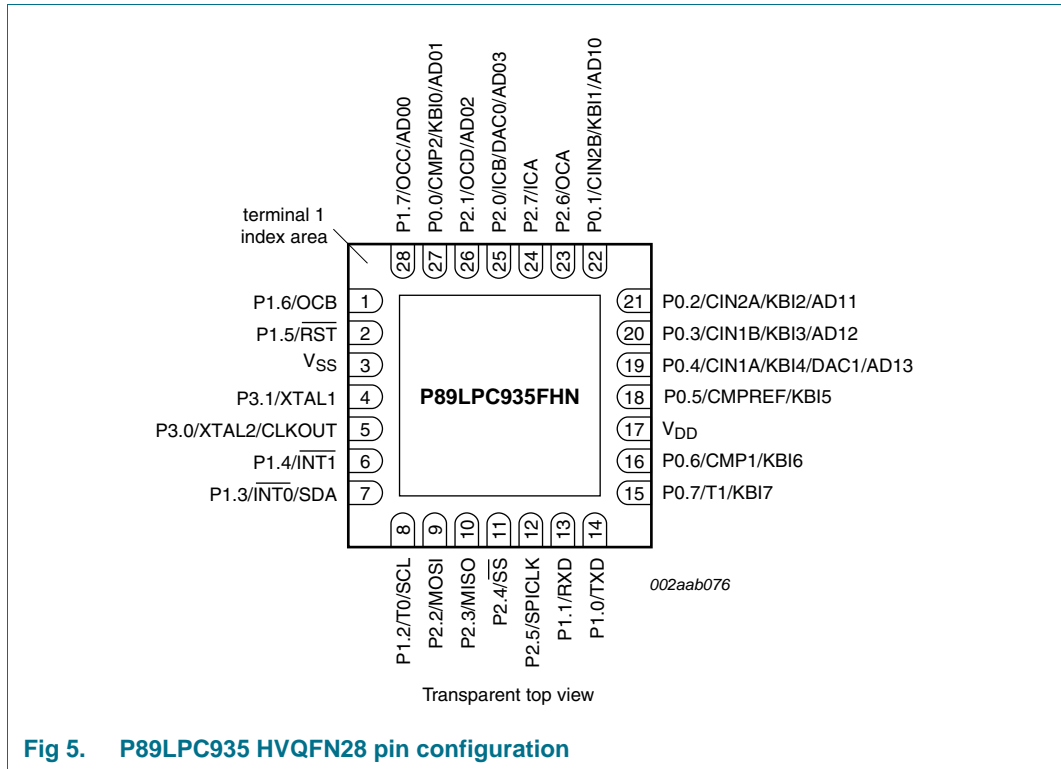 P1.7/OCC/AD00
P0.0/CMP2/KBI0/AD01
P2.1/OCD/AD02
P2.0/ICB/DAC0/AD03
P2.7/ICA
P2.6/OCA
P0.1/CIN2B/KBI1/AD10
terminal 1
index area
28
27
26
25
24
23
22
P1.6/OCB 1
P1.5/R̅S̅T̅ 2
VSS 3
P3.1/XTAL1 4
P3.0/XTAL2/CLKOUT 5
P1.4/I̅N̅T̅1̅ 6
P1.3/I̅N̅T̅0̅/SDA 7
P89LPC935FHN
21 P0.2/CIN2A/KBI2/AD11
20 P0.3/CIN1B/KBI3/AD12
19 P0.4/CIN1A/KBI4/DAC1/AD13
18 P0.5/CMPREF/KBI5
17 VDD
16 P0.6/CMP1/KBI6
15 P0.7/T1/KBI7
8
9
10
11
12
13
14
P1.2/T0/SCL
P2.2/MOSI
P2.3/MISO
P2.4/S̅S̅
P2.5/SPICLK
P1.1/RXD
P1.0/TXD
002aab076
Transparent top view
Fig 5. P89LPC935 HVQFN28 pin configuration